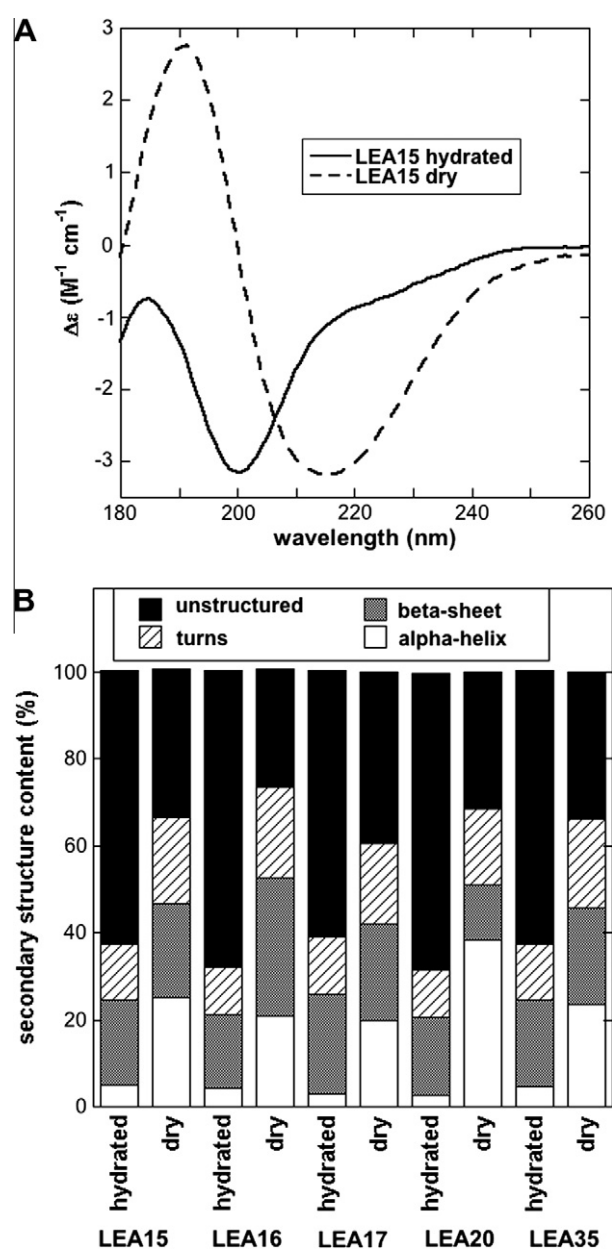 A
3
2
1
0
-1
-2
-3
Δε (M⁻¹ cm⁻¹)
LEA15 hydrated
LEA15 dry
180 200 220 240 260
wavelength (nm)
B
unstructured beta-sheet
turns alpha-helix
100
80
60
40
20
0
secondary structure content (%)
hydrated dry hydrated dry hydrated dry hydrated dry hydrated dry
LEA15 LEA16 LEA17 LEA20 LEA35